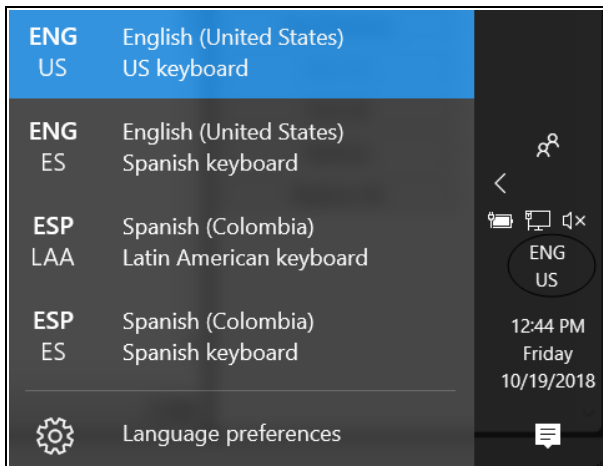 ENG English (United States)
US US keyboard
ENG English (United States)
ES Spanish keyboard
ESP Spanish (Colombia)
LAA Latin American keyboard
ESP Spanish (Colombia)
ES Spanish keyboard
Language preferences
ENG
US
12:44 PM
Friday
10/19/2018